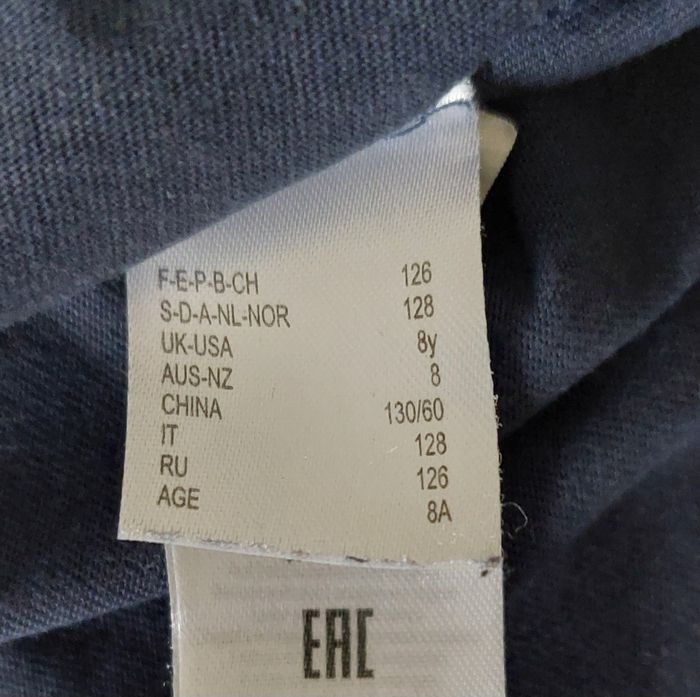 F-E-P-B-CH 126
S-D-A-NL-NOR 128
UK-USA 8y
AUS-NZ 8
CHINA 130/60
IT 128
RU 126
AGE 8A
EAC